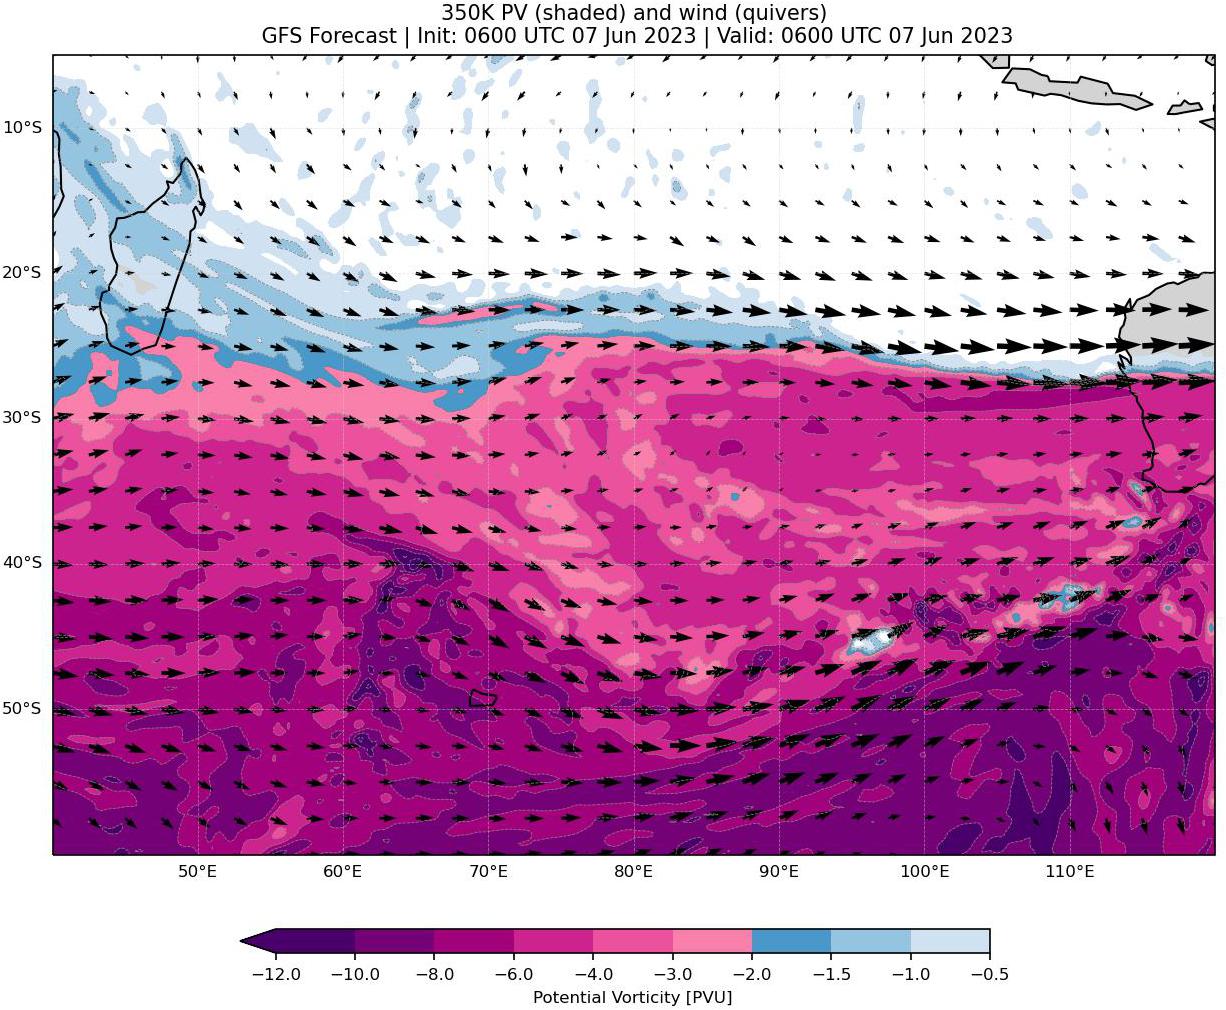 350K PV (shaded) and wind (quivers)
GFS Forecast | Init: 0600 UTC 07 Jun 2023 | Valid: 0600 UTC 07 Jun 2023
10°S
20°S
30°S
40°S
50°S
50°E 60°E 70°E 80°E 90°E 100°E 110°E
−12.0 −10.0 −8.0 −6.0 −4.0 −3.0 −2.0 −1.5 −1.0 −0.5
Potential Vorticity [PVU]